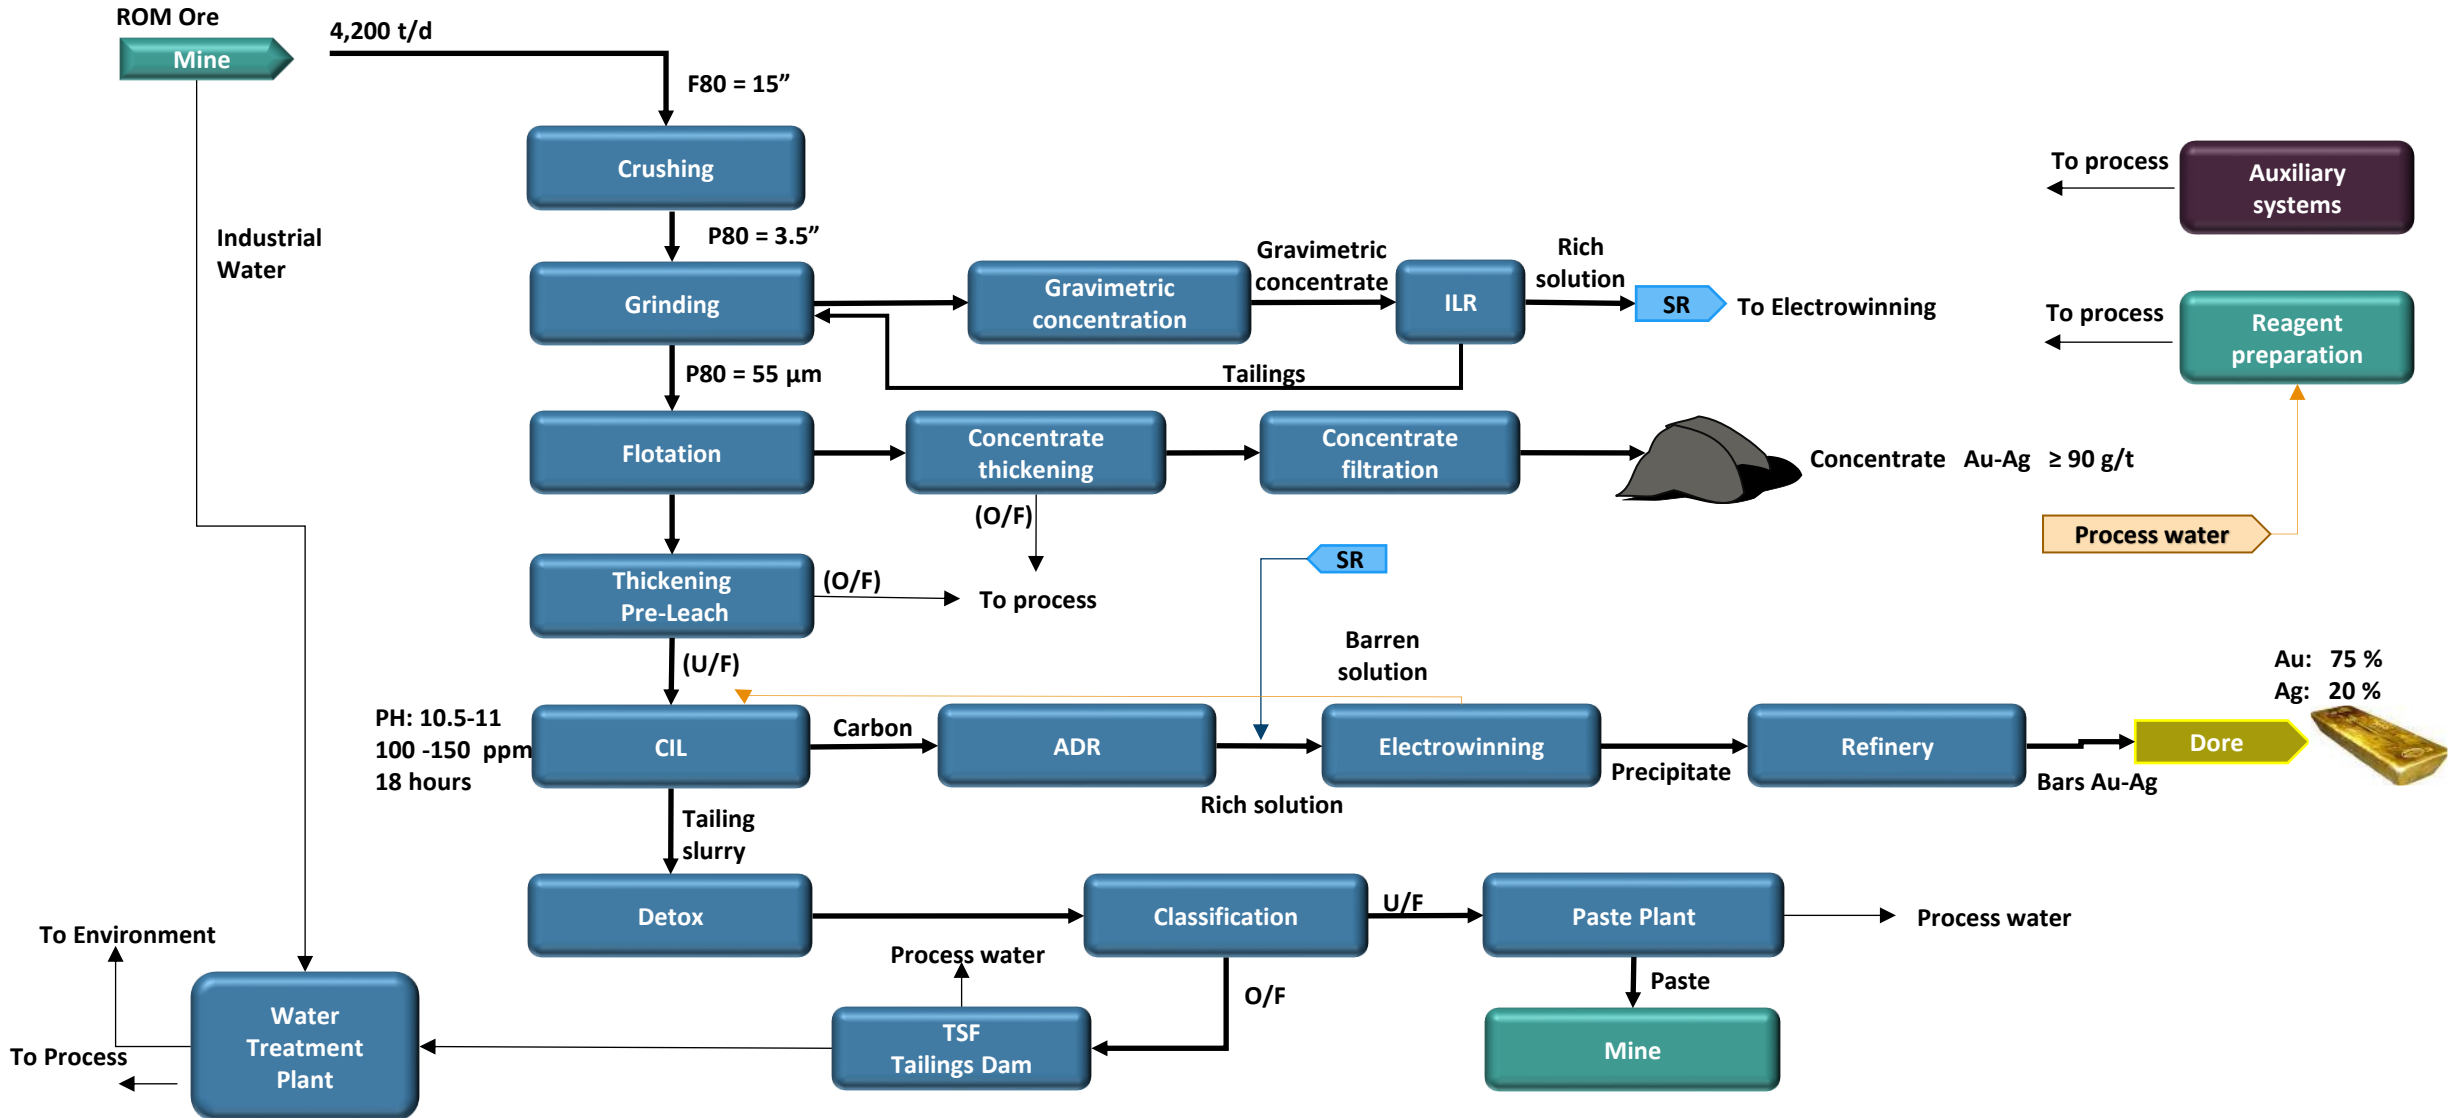 ROM Ore
Mine
4,200 t/d
F80 = 15”
Crushing
P80 = 3.5”
Industrial
Water
Grinding
Gravimetric
concentration
Gravimetric
concentrate
ILR
Rich
solution
SR
To Electrowinning
Tailings
To process
Auxiliary
systems
To process
Reagent
preparation
Process water
P80 = 55 µm
Flotation
Concentrate
thickening
Concentrate
filtration
Concentrate Au-Ag ≥ 90 g/t
(O/F)
Thickening
Pre-Leach
(O/F)
To process
SR
(U/F)
Barren
solution
PH: 10.5-11
100 -150 ppm
18 hours
CIL
Carbon
ADR
Rich solution
Electrowinning
Precipitate
Refinery
Bars Au-Ag
Dore
Au: 75 %
Ag: 20 %
Tailing
slurry
Detox
Classification
U/F
Paste Plant
Process water
To Environment
Process water
O/F
Paste
Water
Treatment
Plant
To Process
TSF
Tailings Dam
Mine